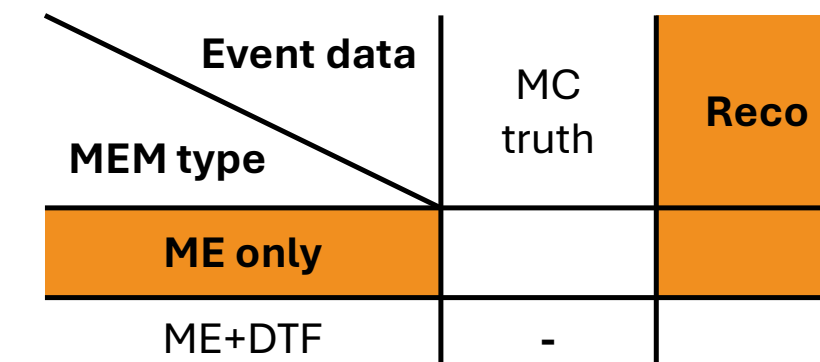 Event data
MC
truth
Reco
MEM type
ME only
ME+DTF
-